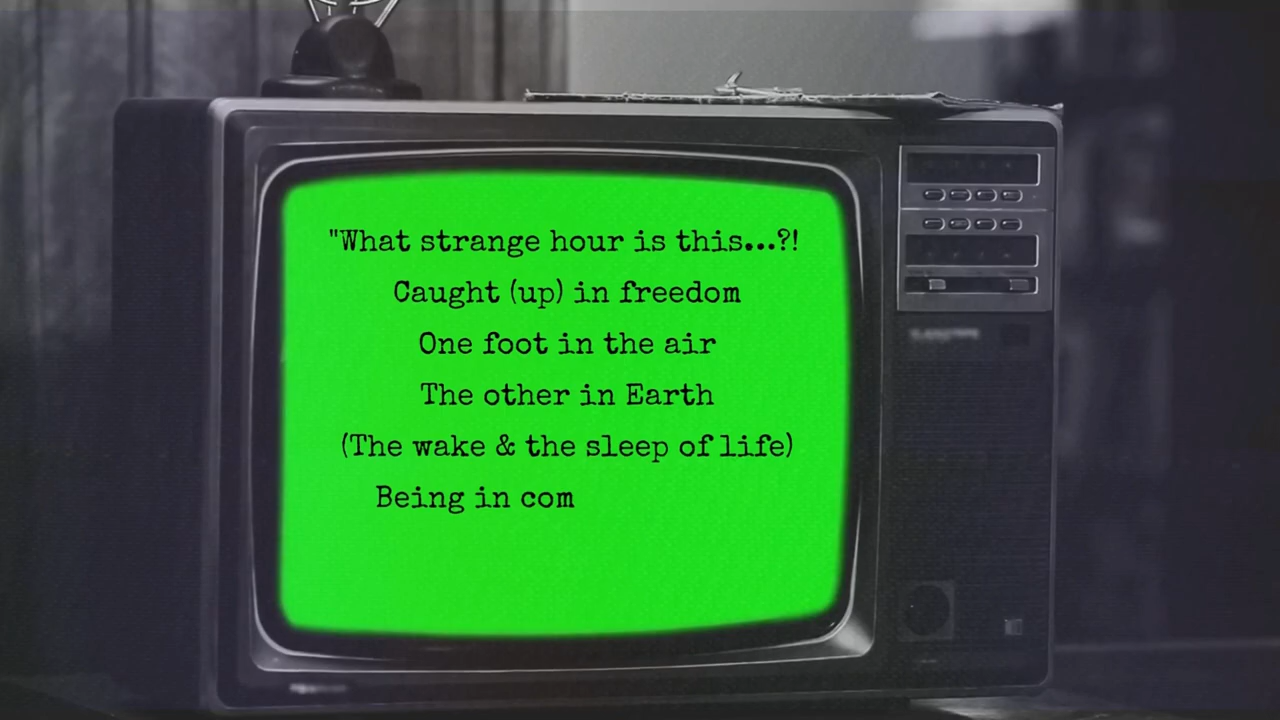 "What strange hour is this...?!
Caught (up) in freedom
One foot in the air
The other in Earth
(The wake & the sleep of life)
Being in com